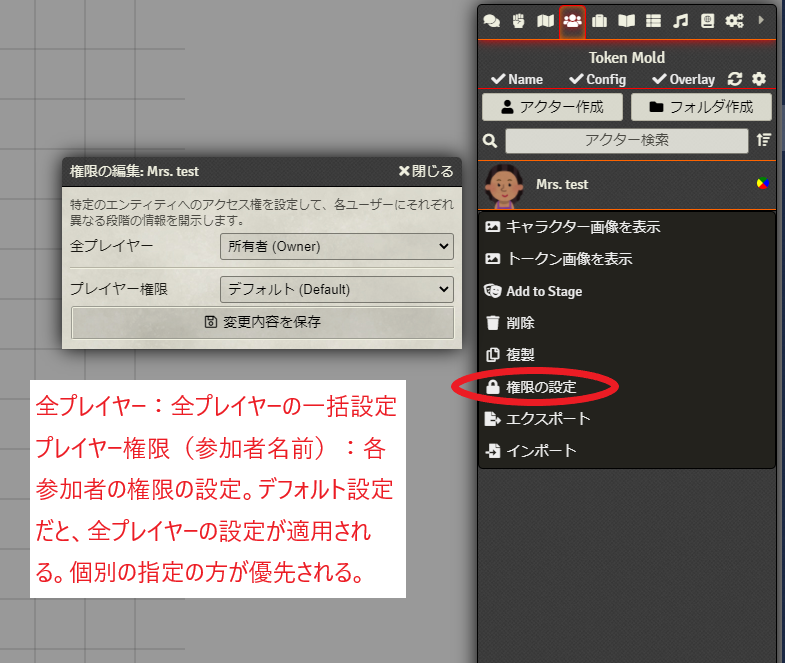 Token Mold
Name Config Overlay
アクター作成 フォルダ作成
アクター検索
Mrs. test
キャラクター画像を表示
トークン画像を表示
Add to Stage
削除
複製
権限の設定
エクスポート
インポート
権限の編集: Mrs. test 閉じる
特定のエンティティへのアクセス権を設定して、各ユーザーにそれぞれ
異なる段階の情報を開示します。
全プレイヤー 所有者 (Owner)
プレイヤー権限 デフォルト (Default)
変更内容を保存
全プレイヤー：全プレイヤーの一括設定
プレイヤー権限（参加者名前）：各
参加者の権限の設定。デフォルト設定
だと、全プレイヤーの設定が適用され
る。個別の指定の方が優先される。